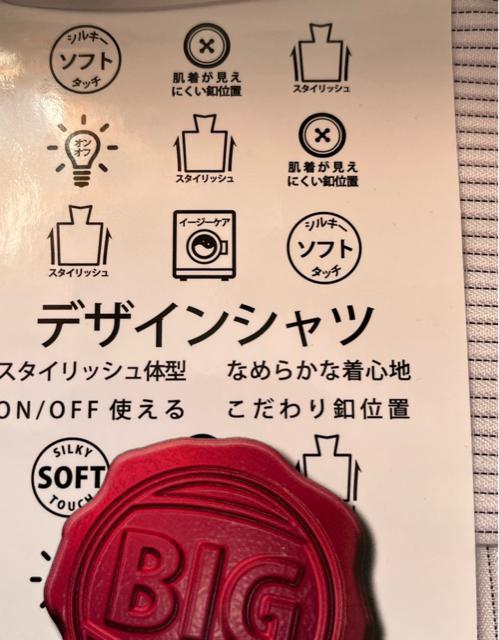 シルキー
ソフト
タッチ
肌着が見え
にくい釦位置
スタイリッシュ
オン
オフ
スタイリッシュ
肌着が見え
にくい釦位置
スタイリッシュ
イージーケア
シルキー
ソフト
タッチ
デザインシャツ
スタイリッシュ体型 なめらかな着心地
ON/OFF 使える こだわり釦位置
SILKY
SOFT
TOUCH
BIG